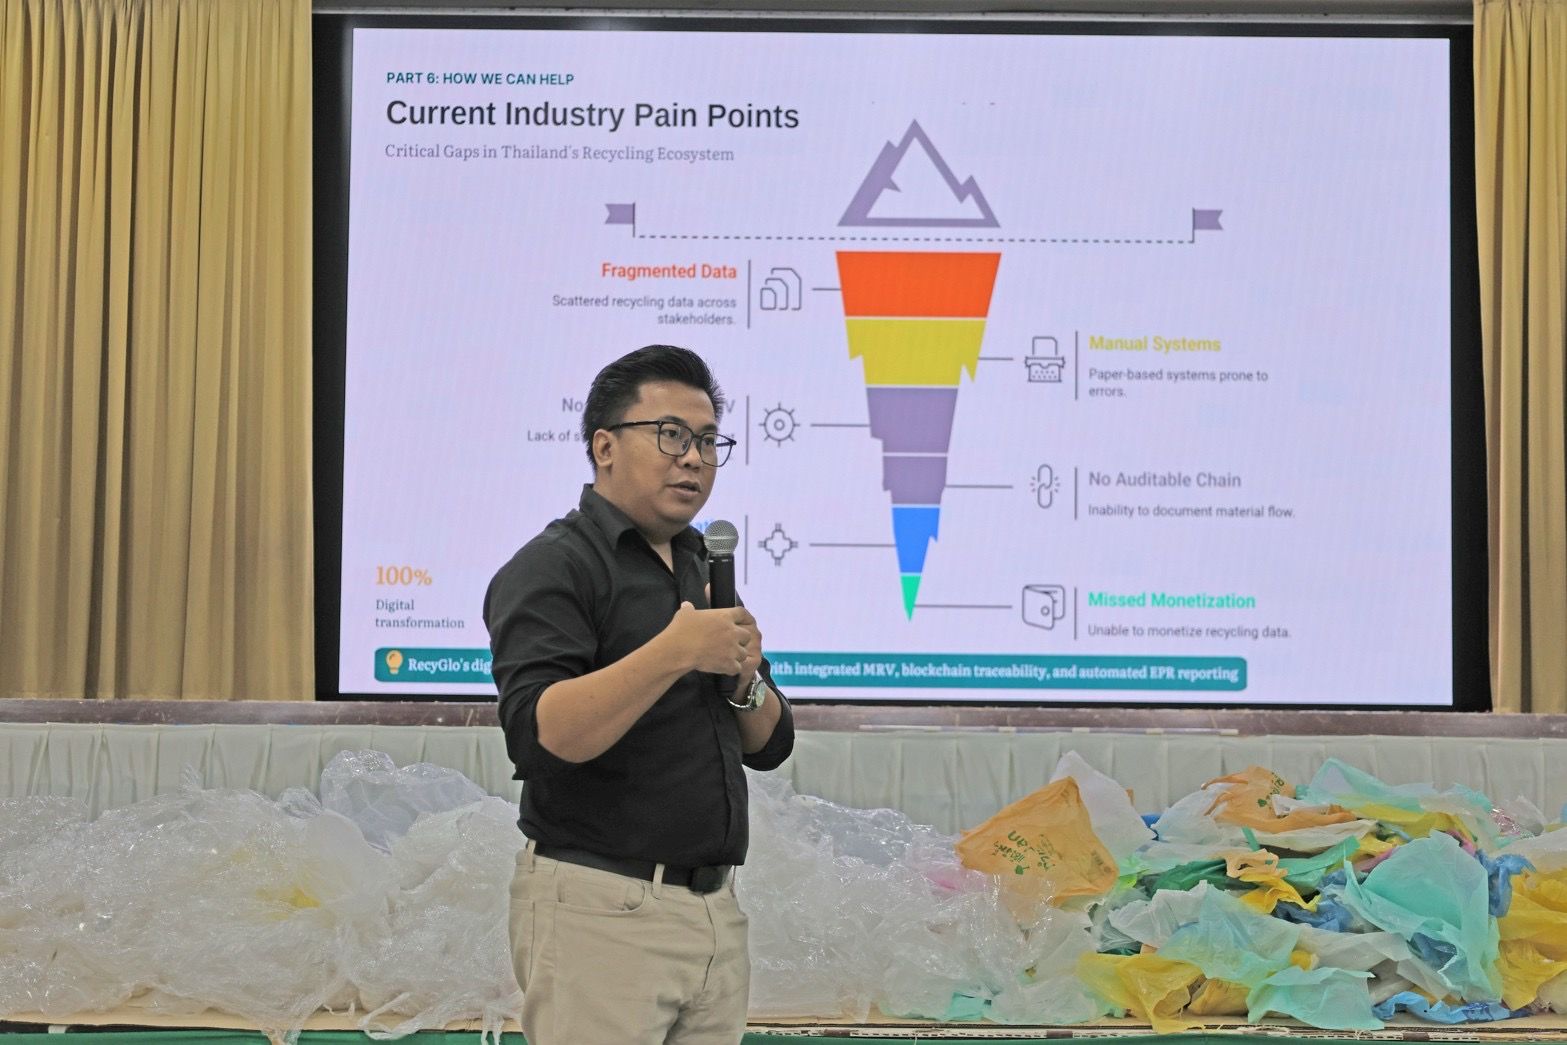 PART 6: HOW WE CAN HELP
Current Industry Pain Points
Critical Gaps in Thailand's Recycling Ecosystem
Fragmented Data
Scattered recycling data across
stakeholders.
Manual Systems
Paper-based systems prone to
errors.
No
Lack of
No Auditable Chain
Inability to document material flow.
100%
Digital
transformation
Missed Monetization
Unable to monetize recycling data.
RecyGlo's
integrated MRV, blockchain traceability, and automated EPR reporting